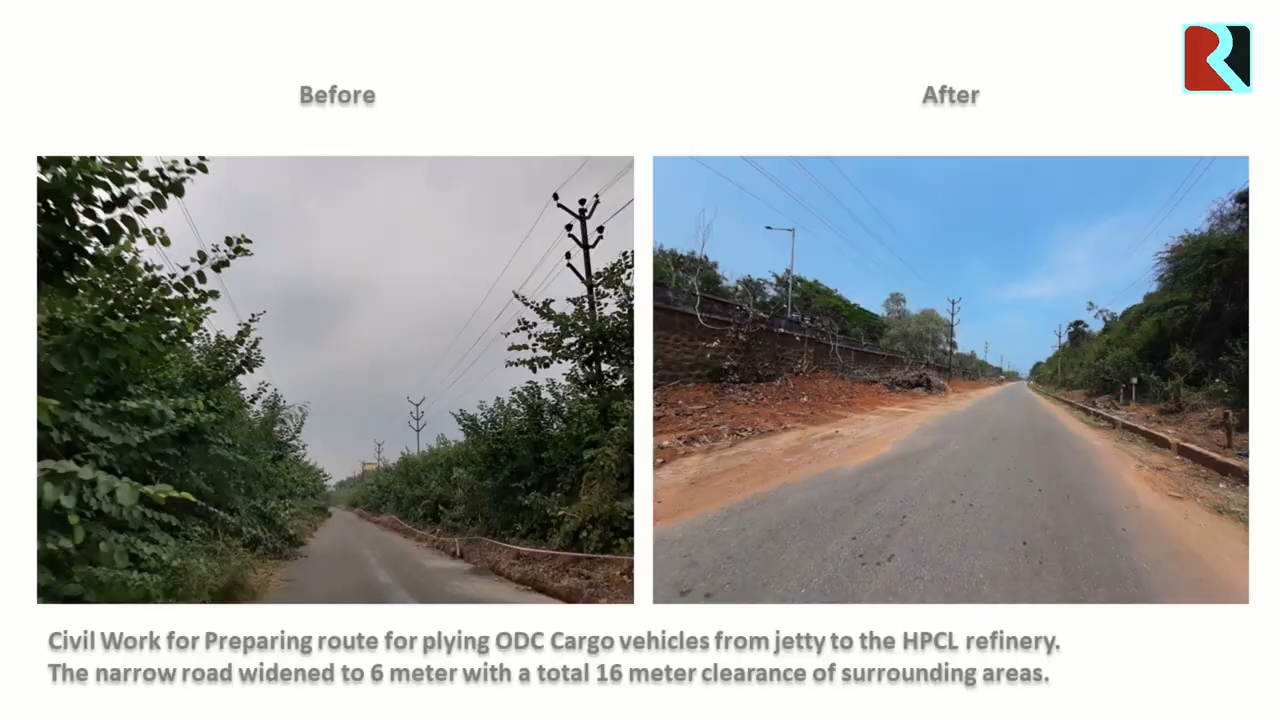 Before
After
Civil Work for Preparing route for plying ODC Cargo vehicles from jetty to the HPCL refinery.
The narrow road widened to 6 meter with a total 16 meter clearance of surrounding areas.